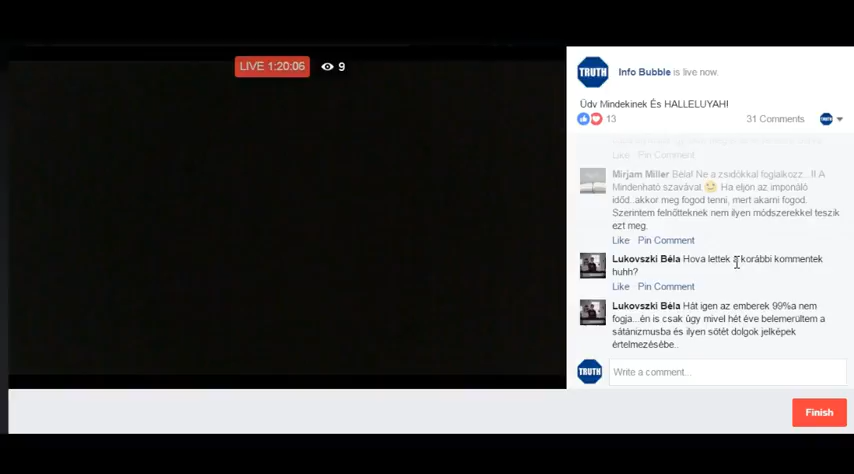 LIVE 1:20:06
9
TRUTH
Info Bubble is live now.
Üdv Mindekinek És HALLELUYAH!
13
31 Comments
TRUTH
Like Pin Comment
Mirjam Miller Béla! Ne a zsidókkal foglalkozz...!! A
Mindenható szavával. Ha eljön az imponáló
időd..akkor meg fogod tenni, mert akarni fogod.
Szerintem felnőtteknek nem ilyen módszerekkel teszik
ezt meg.
Like Pin Comment
Lukovszki Béla Hova lettek a korábbi kommentek
huhh?
Like Pin Comment
Lukovszki Béla Hát igen az emberek 99%a nem
fogja...én is csak úgy mivel hét éve belemerültem a
sátánizmusba és ilyen sötét dolgok jelképek
értelmezésébe..
TRUTH
Write a comment...
Finish